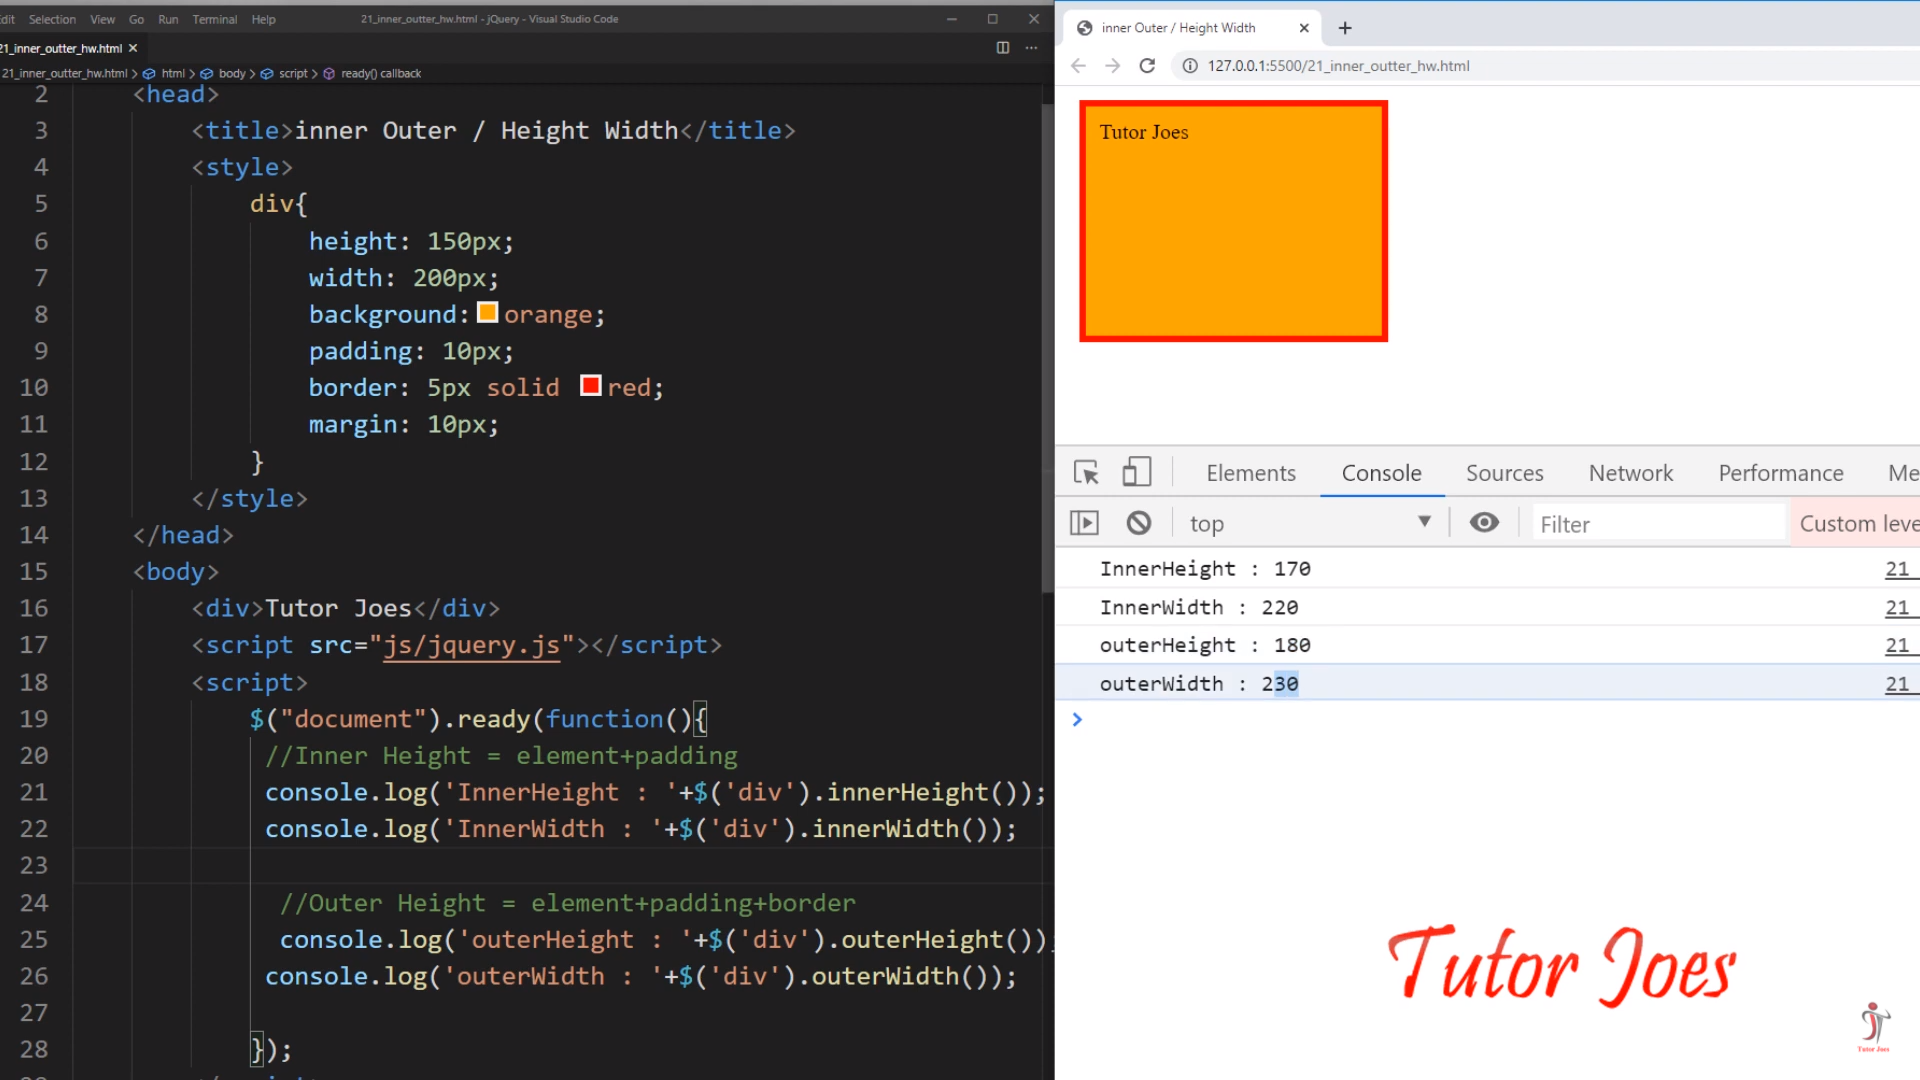 Edit Selection View Go Run Terminal Help 21_inner_outter_hw.html - jQuery - Visual Studio Code
21_inner_outter_hw.html
21_inner_outter_hw.html > html > body > script > ready() callback
2 <head>
3 <title>inner Outer / Height Width</title>
4 <style>
5 div{
6 height: 150px;
7 width: 200px;
8 background: orange;
9 padding: 10px;
10 border: 5px solid red;
11 margin: 10px;
12 }
13 </style>
14 </head>
15 <body>
16 <div>Tutor Joes</div>
17 <script src="js/jquery.js"></script>
18 <script>
19 $("document").ready(function(){
20 //Inner Height = element+padding
21 console.log('InnerHeight : '+$('div').innerHeight());
22 console.log('InnerWidth : '+$('div').innerWidth());
23
24 //Outer Height = element+padding+border
25 console.log('outerHeight : '+$('div').outerHeight());
26 console.log('outerWidth : '+$('div').outerWidth());
27
28 });
inner Outer / Height Width
127.0.0.1:5500/21_inner_outter_hw.html
Tutor Joes
Elements Console Sources Network Performance Me
top Filter Custom leve
InnerHeight : 170 21_
InnerWidth : 220 21_
outerHeight : 180 21_
outerWidth : 230 21_
Tutor Joes
Tutor Joes